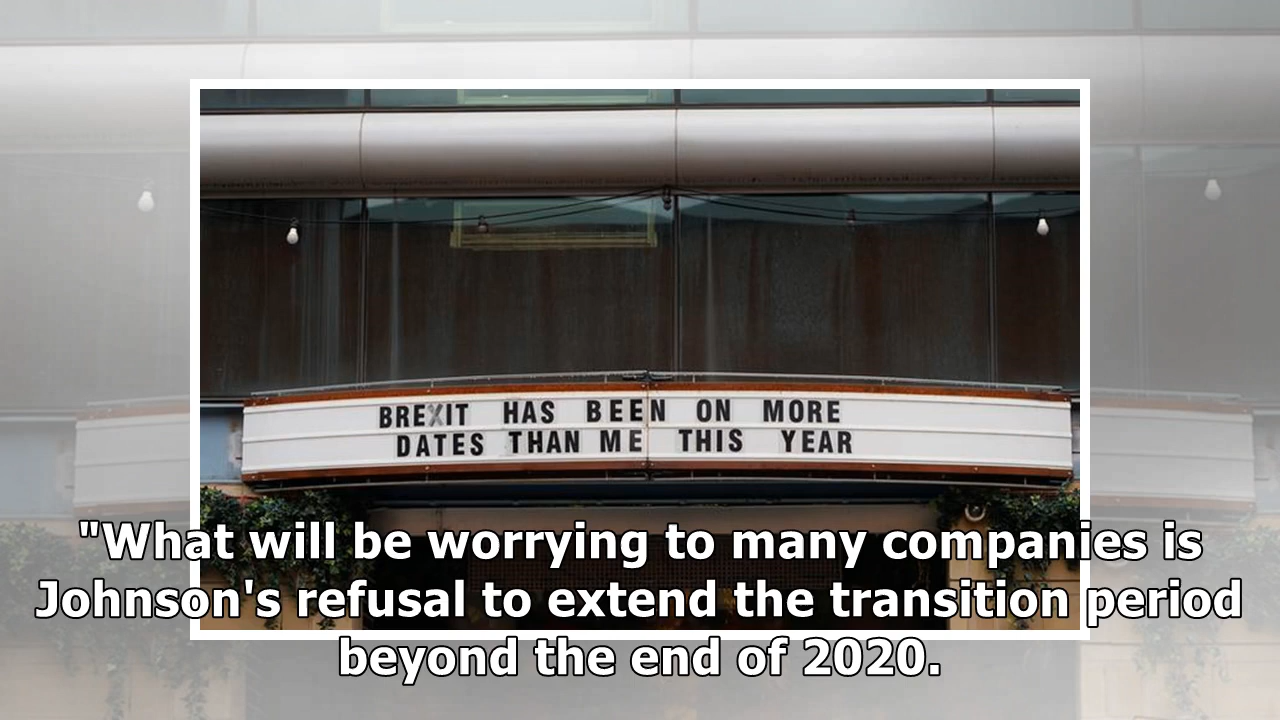 BREXIT HAS BEEN ON MORE
DATES THAN ME THIS YEAR
"What will be worrying to many companies is
Johnson's refusal to extend the transition period
beyond the end of 2020.